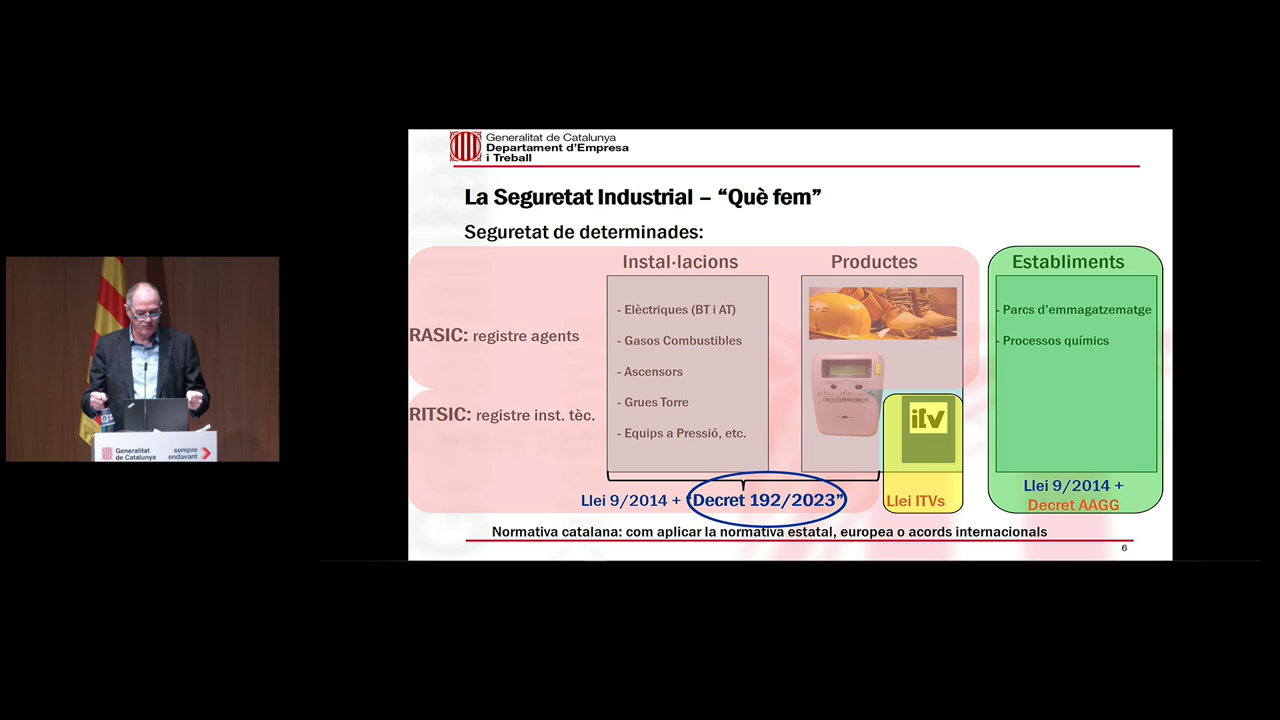 Generalitat de Catalunya
Departament d'Empresa
i Treball
La Seguretat Industrial – “Què fem”
Seguretat de determinades:
Instal·lacions
Productes
Establiments
RASIC: registre agents
RITSIC: registre inst. tèc.
- Elèctriques (BT i AT)
- Gasos Combustibles
- Ascensors
- Grues Torre
- Equips a Pressió, etc.
itv
- Parcs d’emmagatzematge
- Processos químics
Llei 9/2014 + “Decret 192/2023”
Llei ITVs
Llei 9/2014 +
Decret AAGG
Normativa catalana: com aplicar la normativa estatal, europea o acords internacionals
6
Generalitat
de Catalunya
sempre
endavant